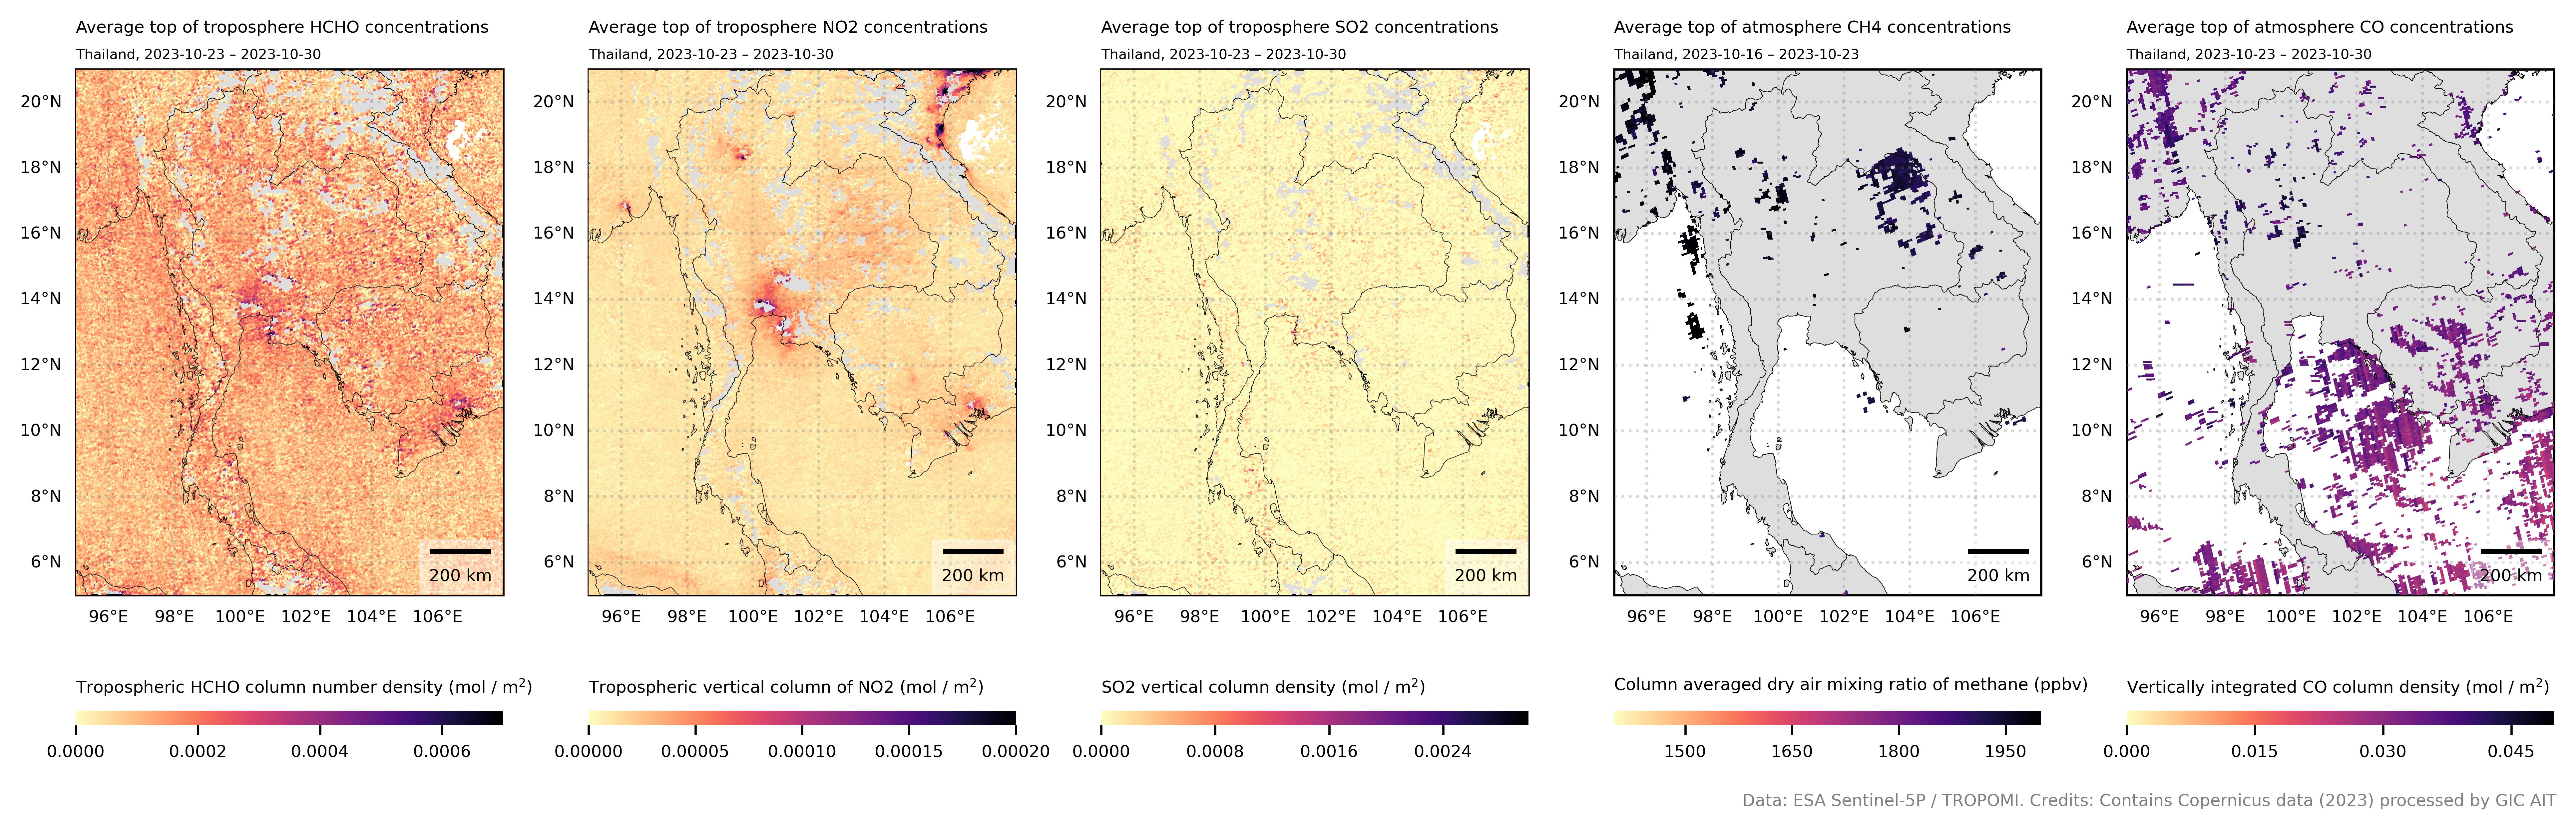 Average top of troposphere HCHO concentrations
Thailand, 2023-10-23 – 2023-10-30
20°N
18°N
16°N
14°N
12°N
10°N
8°N
6°N
200 km
96°E 98°E 100°E 102°E 104°E 106°E
Tropospheric HCHO column number density (mol / m²)
0.0000 0.0002 0.0004 0.0006
Average top of troposphere NO2 concentrations
Thailand, 2023-10-23 – 2023-10-30
20°N
18°N
16°N
14°N
12°N
10°N
8°N
6°N
200 km
96°E 98°E 100°E 102°E 104°E 106°E
Tropospheric vertical column of NO2 (mol / m²)
0.00000 0.00005 0.00010 0.00015 0.00020
Average top of troposphere SO2 concentrations
Thailand, 2023-10-23 – 2023-10-30
20°N
18°N
16°N
14°N
12°N
10°N
8°N
6°N
200 km
96°E 98°E 100°E 102°E 104°E 106°E
SO2 vertical column density (mol / m²)
0.0000 0.0008 0.0016 0.0024
Average top of atmosphere CH4 concentrations
Thailand, 2023-10-16 – 2023-10-23
20°N
18°N
16°N
14°N
12°N
10°N
8°N
6°N
200 km
96°E 98°E 100°E 102°E 104°E 106°E
Column averaged dry air mixing ratio of methane (ppbv)
1500 1650 1800 1950
Average top of atmosphere CO concentrations
Thailand, 2023-10-23 – 2023-10-30
20°N
18°N
16°N
14°N
12°N
10°N
8°N
6°N
200 km
96°E 98°E 100°E 102°E 104°E 106°E
Vertically integrated CO column density (mol / m²)
0.000 0.015 0.030 0.045
Data: ESA Sentinel-5P / TROPOMI. Credits: Contains Copernicus data (2023) processed by GIC AIT